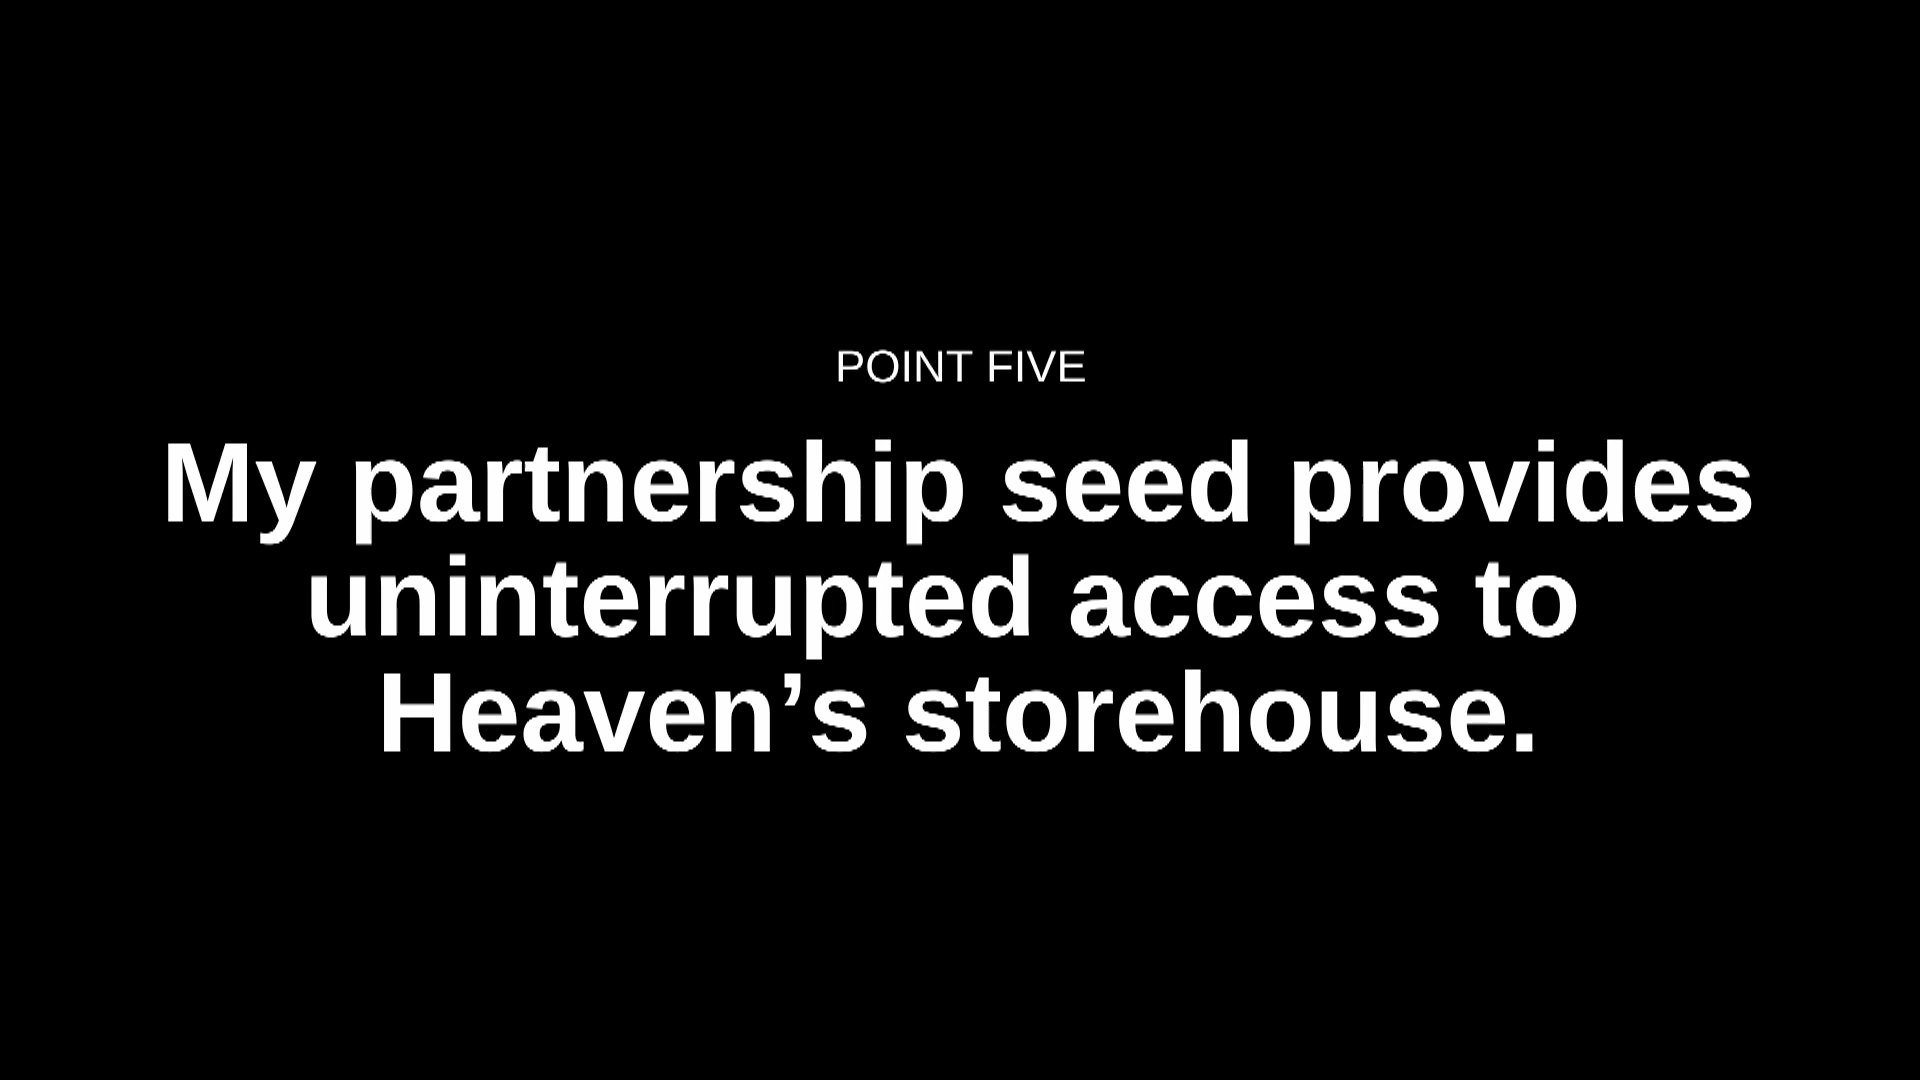 POINT FIVE
My partnership seed provides
uninterrupted access to
Heaven’s storehouse.